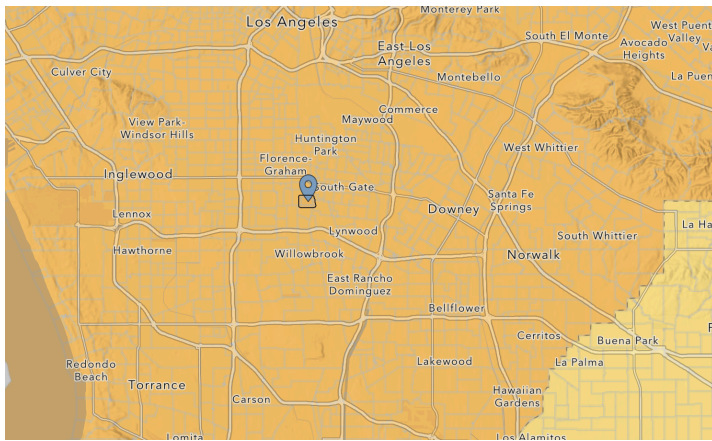 Monterey Park
Los Angeles
West Puent
South El Monte
Valley
East Los
Angeles
Avocado
Heights
Culver City
Montebello
La Puen
Commerce
Maywood
View Park-
Windsor Hills
Huntington
Park
West Whittier
Florence-
Graham
Inglewood
South Gate
Santa Fe
Springs
Downey
Lennox
La Ha
Lynwood
South Whittier
Hawthorne
Willowbrook
Norwalk
East Rancho
Dominguez
Bellflower
Cerritos
Buena Park
Redondo
Beach
Lakewood
La Palma
Torrance
Hawaiian
Gardens
Carson
Lomita
Los Alamitos